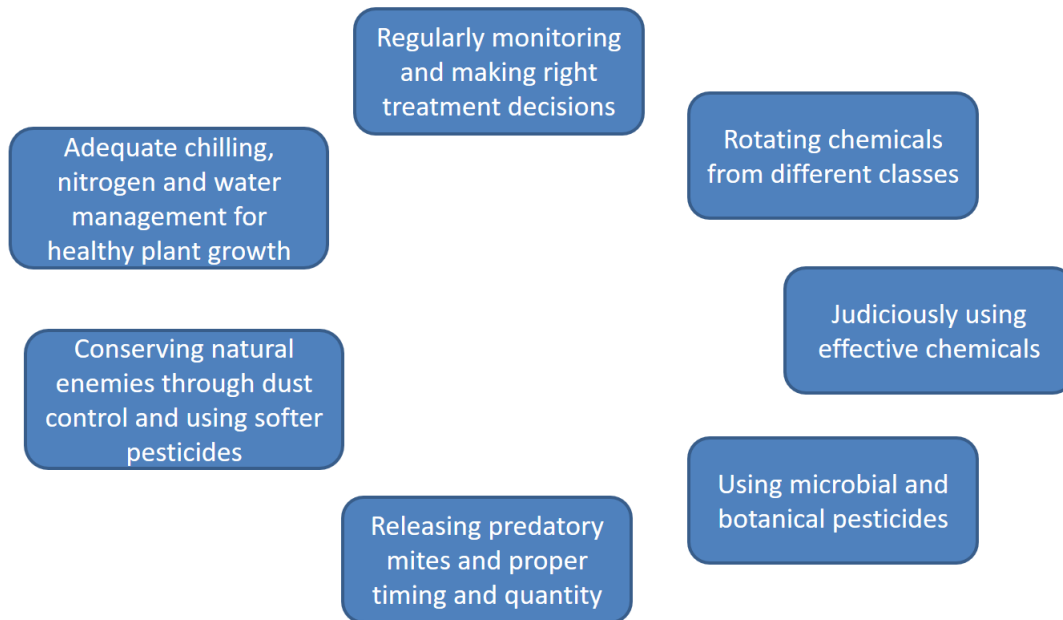 Regularly monitoring
and making right
treatment decisions
Rotating chemicals
from different classes
Judiciously using
effective chemicals
Using microbial and
botanical pesticides
Releasing predatory
mites and proper
timing and quantity
Conserving natural
enemies through dust
control and using softer
pesticides
Adequate chilling,
nitrogen and water
management for
healthy plant growth